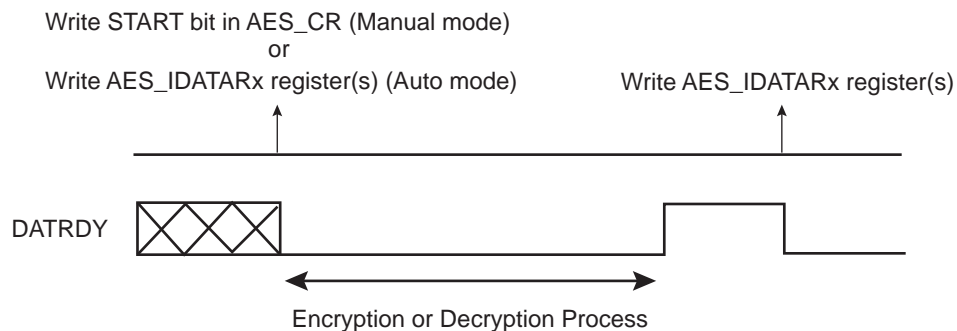 Write START bit in AES_CR (Manual mode)
or
Write AES_IDATARx register(s) (Auto mode)
Write AES_IDATARx register(s)
DATRDY
Encryption or Decryption Process